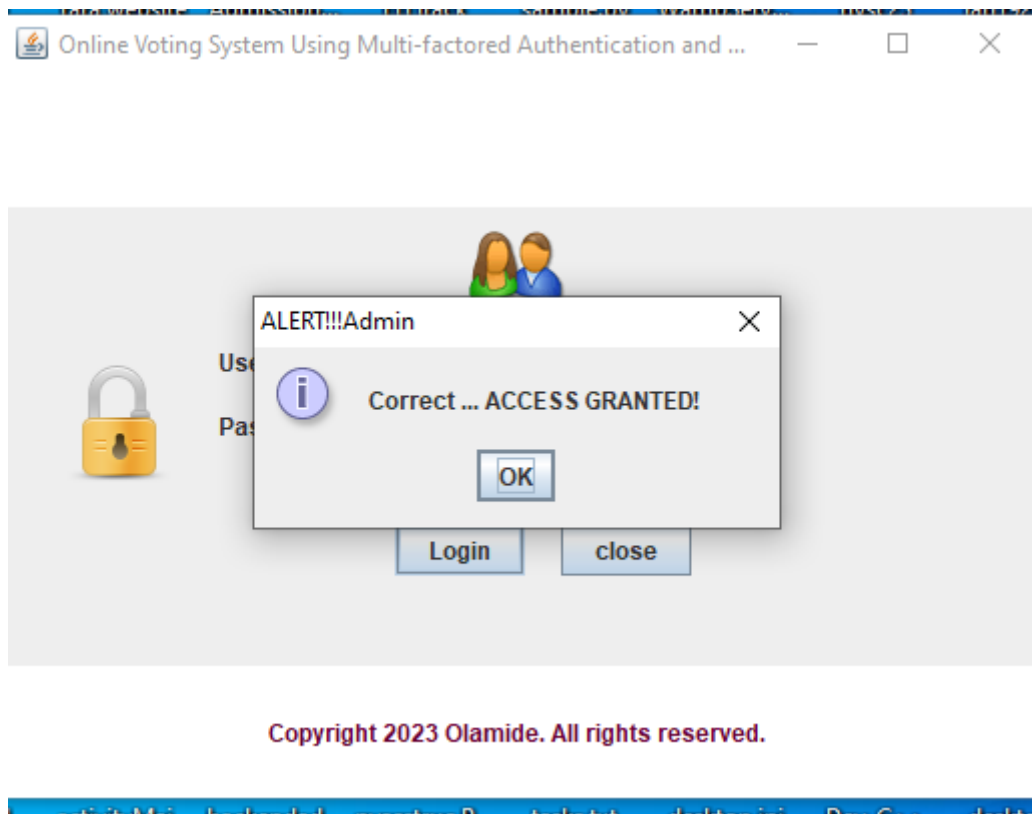 Online Voting System Using Multi-factored Authentication and ...
ALERT!!!Admin
Correct ... ACCESS GRANTED!
OK
Login
close
Copyright 2023 Olamide. All rights reserved.